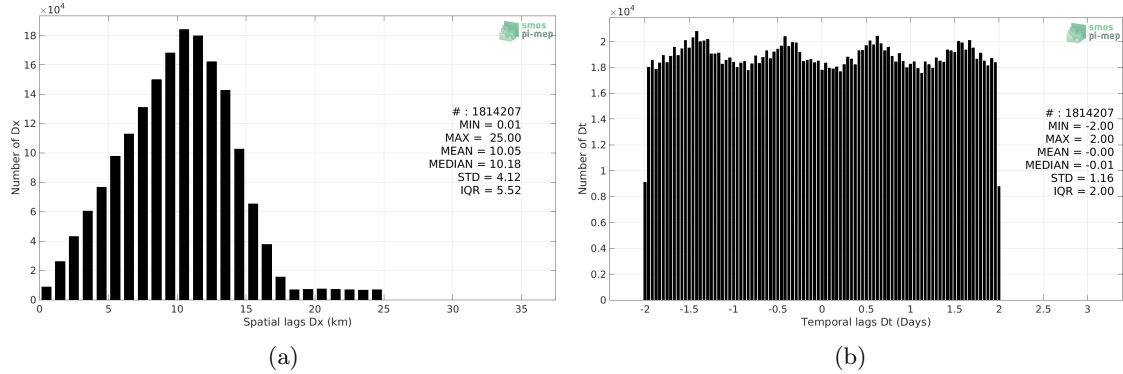 ×10⁴
18
16
14
12
10
8
6
4
2
0
Number of Dx
0
5
10
15
20
25
30
35
Spatial lags Dx (km)
smos
pi-mep
# : 1814207
MIN = 0.01
MAX = 25.00
MEAN = 10.05
MEDIAN = 10.18
STD = 4.12
IQR = 5.52
(a)
×10⁴
2
1.8
1.6
1.4
1.2
1
0.8
0.6
0.4
0.2
0
Number of Dt
-2
-1.5
-1
-0.5
0
0.5
1
1.5
2
2.5
3
Temporal lags Dt (Days)
smos
pi-mep
# : 1814207
MIN = -2.00
MAX = 2.00
MEAN = -0.00
MEDIAN = -0.01
STD = 1.16
IQR = 2.00
(b)